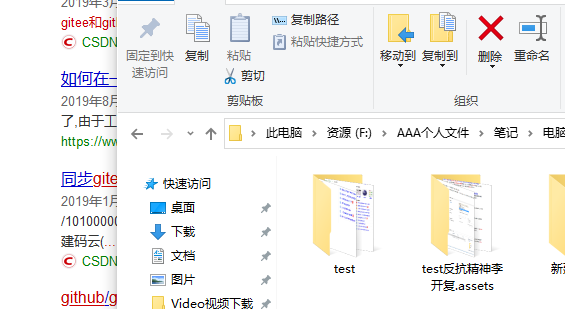 2019年3月
gitee和gith
CSDN
如何在一
2019年8月
了,由于工
https://ww
同步gite
2019年1月
/10100000
建码云(...
CSDN
github/g
固定到快
速访问
复制
粘贴
复制路径
粘贴快捷方式
剪切
剪贴板
移动到
复制到
删除
重命名
组织
此电脑
资源 (F:)
AAA个人文件
笔记
电脑
快速访问
桌面
下载
文档
图片
Video视频下载
test
test反抗精神李
开复.assets